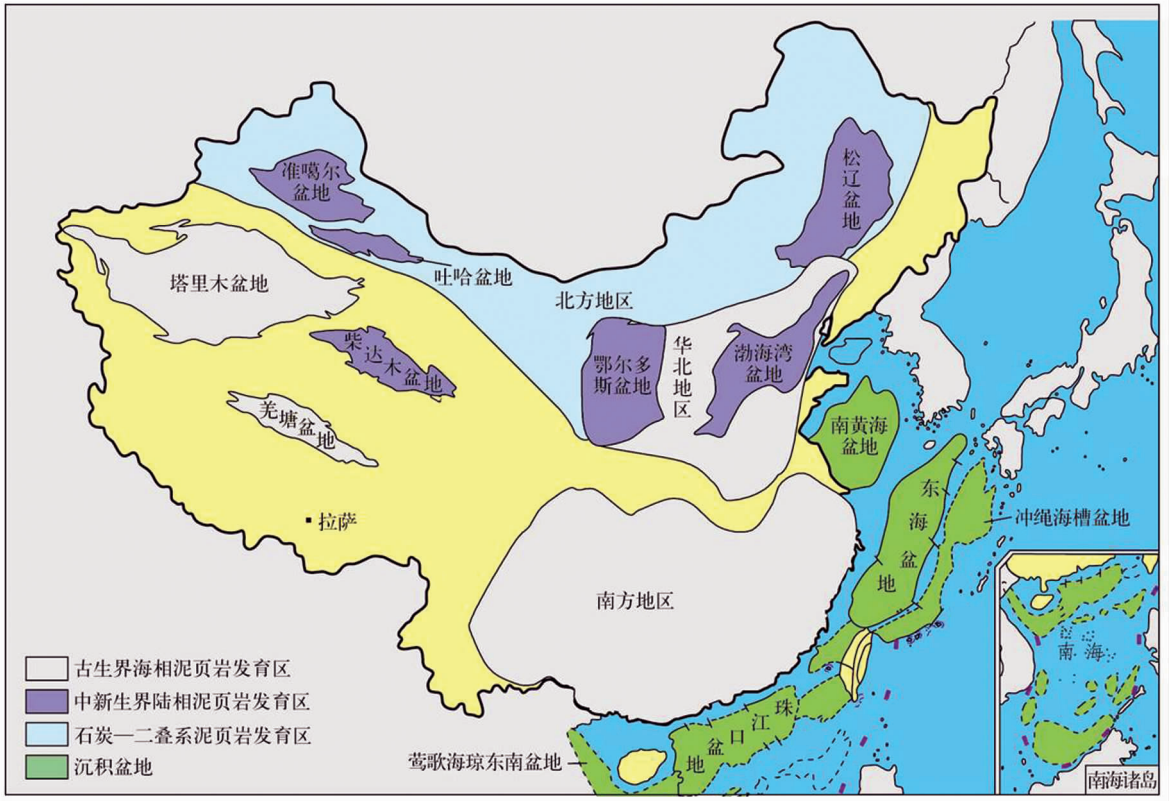 准噶尔
盆地
松辽盆地
吐哈盆地
塔里木盆地
北方地区
柴达木盆地
鄂尔多
斯盆地
华北地区
渤海湾
盆地
羌塘盆地
南黄海
盆地
拉萨
东海盆地
冲绳海槽盆地
南方地区
南海
古生界海相泥页岩发育区
中新生界陆相泥页岩发育区
石炭—二叠系泥页岩发育区
沉积盆地
珠江口盆地
莺歌海琼东南盆地
南海诸岛